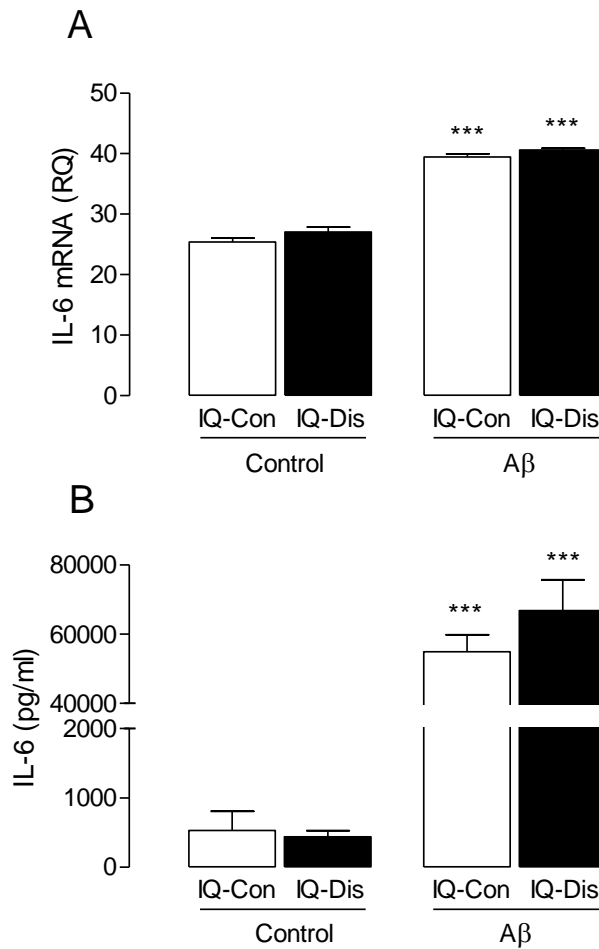 A
IL-6 mRNA (RQ)
50
40
30
20
10
0
*** ***
IQ-Con IQ-Dis IQ-Con IQ-Dis
Control Aβ
B
IL-6 (pg/ml)
80000
60000
40000
2000
1000
0
***
***
IQ-Con IQ-Dis IQ-Con IQ-Dis
Control Aβ